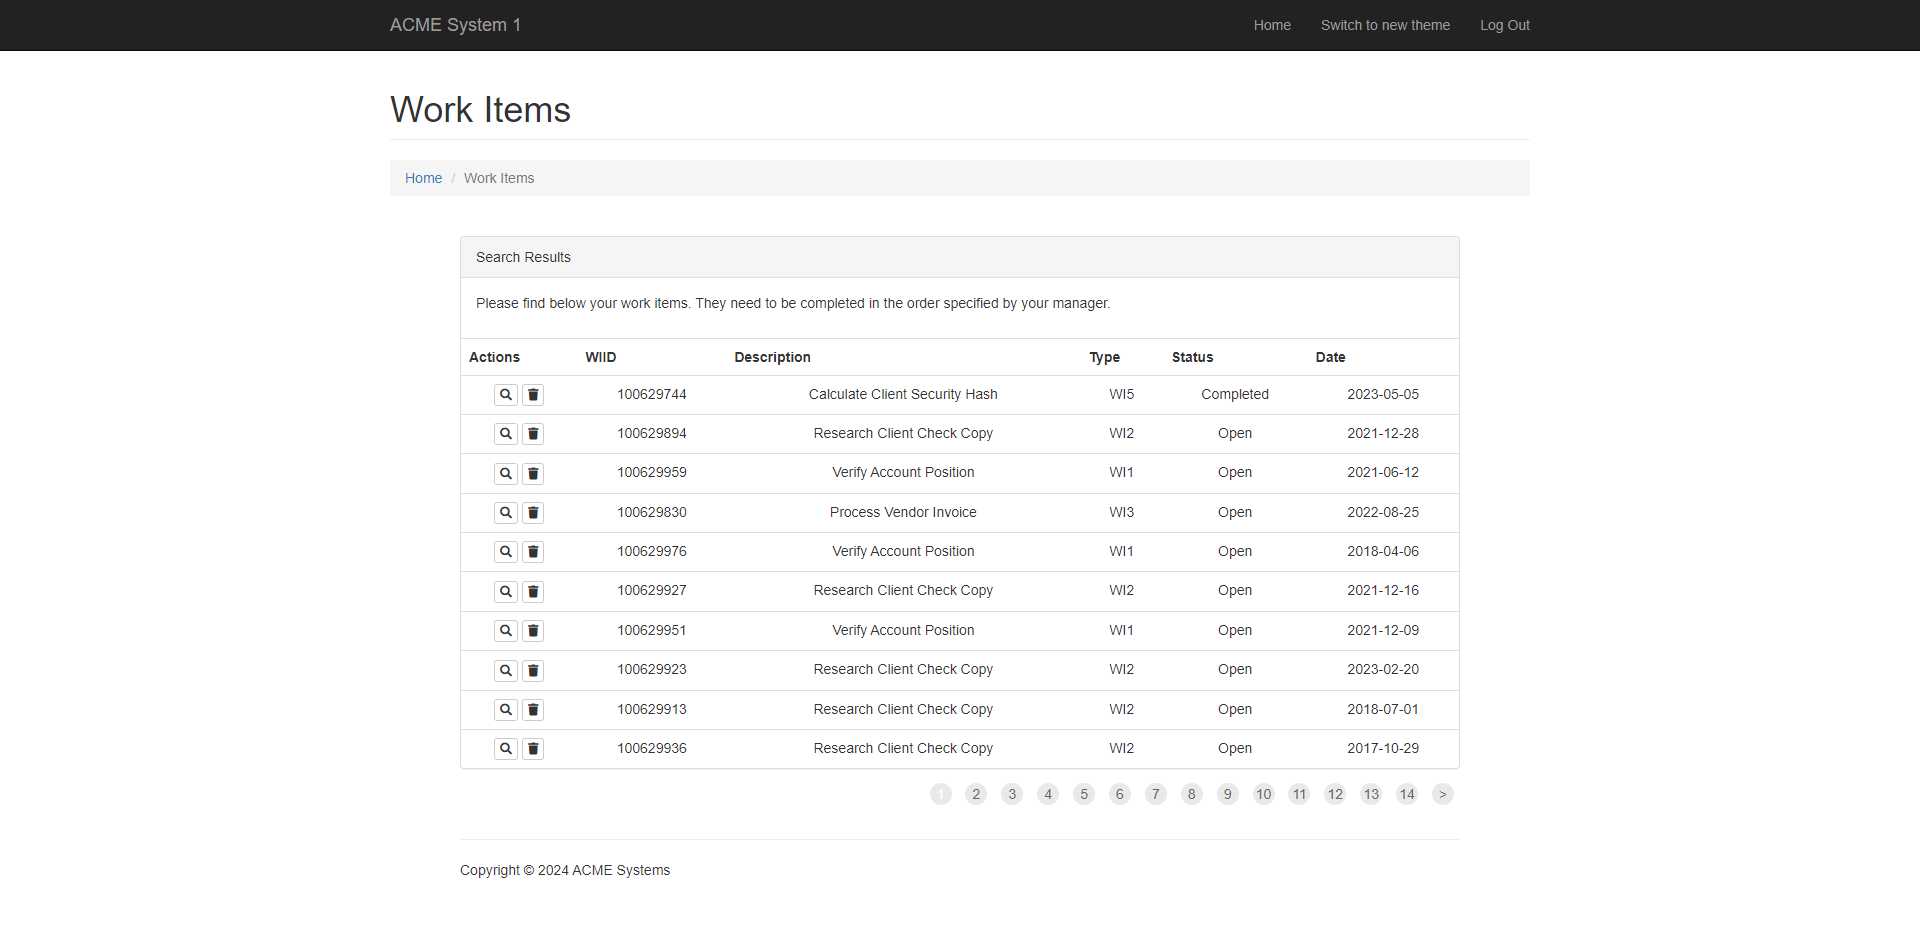 ACME System 1 Home Switch to new theme Log Out
Work Items
Home / Work Items
Search Results
Please find below your work items. They need to be completed in the order specified by your manager.
Actions WIID Description Type Status Date
100629744 Calculate Client Security Hash WI5 Completed 2023-05-05
100629894 Research Client Check Copy WI2 Open 2021-12-28
100629959 Verify Account Position WI1 Open 2021-06-12
100629830 Process Vendor Invoice WI3 Open 2022-08-25
100629976 Verify Account Position WI1 Open 2018-04-06
100629927 Research Client Check Copy WI2 Open 2021-12-16
100629951 Verify Account Position WI1 Open 2021-12-09
100629923 Research Client Check Copy WI2 Open 2023-02-20
100629913 Research Client Check Copy WI2 Open 2018-07-01
100629936 Research Client Check Copy WI2 Open 2017-10-29
1 2 3 4 5 6 7 8 9 10 11 12 13 14 >
Copyright © 2024 ACME Systems